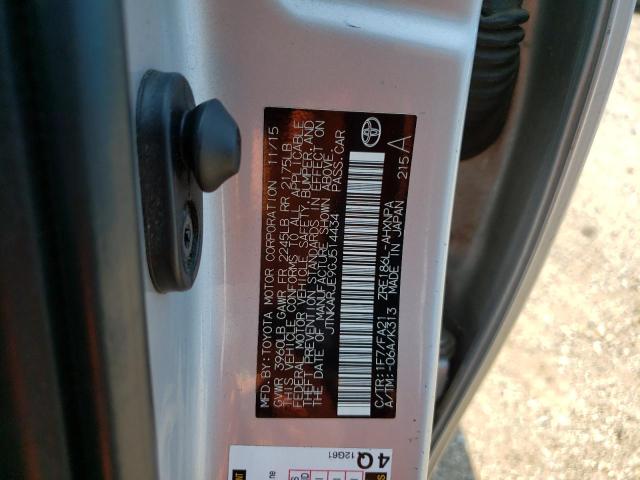 MFD.BY:TOYOTA MOTOR CORPORATION 11/15
GVWR 3960LB GAWR FR 2245LB RR 2175LB
THIS VEHICLE CONFORMS TO ALL APPLICABLE
FEDERAL MOTOR VEHICLE SAFETY, BUMPER, AND
THEFT PREVENTION STANDARDS IN EFFECT ON
THE DATE OF MANUFACTURE SHOWN ABOVE.
JTNKARJE9GJ514434 PASS.CAR
C/TR:1F7/FA21 ZRE186L-AHXNPA
A/TM:-06A/K313 MADE IN JAPAN
215 A
4Q
12G61